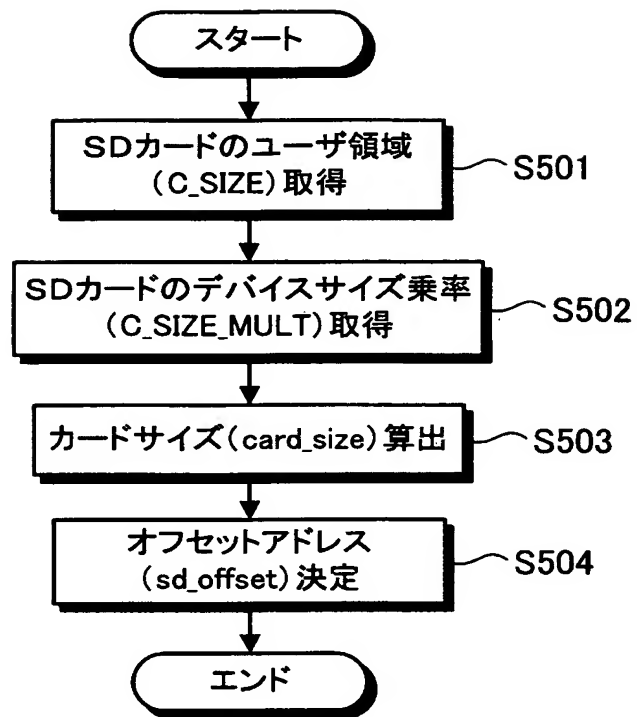 スタート
SDカードのユーザ領域
(C_SIZE)取得
S501
SDカードのデバイスサイズ乗率
(C_SIZE_MULT)取得
S502
カードサイズ(card_size)算出
S503
オフセットアドレス
(sd_offset)決定
S504
エンド